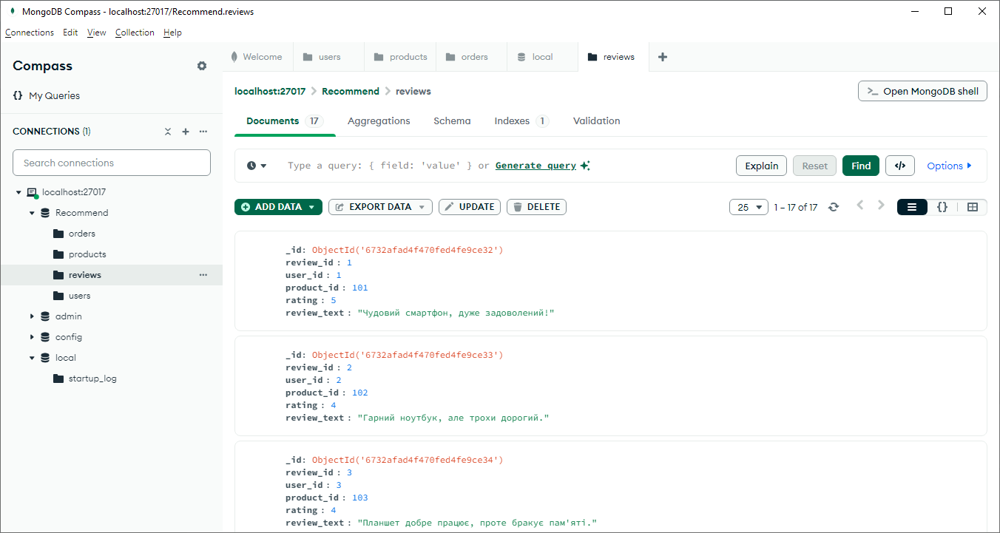 MongoDB Compass - localhost:27017/Recommend.reviews
Connections Edit View Collection Help
Compass
{} My Queries
CONNECTIONS (1)
Search connections
localhost:27017
Recommend
orders
products
reviews
users
admin
config
local
startup_log
Welcome users products orders local reviews
localhost:27017 > Recommend > reviews
>_ Open MongoDB shell
Documents 17 Aggregations Schema Indexes 1 Validation
Type a query: { field: 'value' } or Generate query
Explain Reset Find </> Options
ADD DATA EXPORT DATA UPDATE DELETE
25 1 – 17 of 17 {}
_id: ObjectId('6732afad4f470fed4fe9ce32')
review_id : 1
user_id : 1
product_id : 101
rating : 5
review_text : "Чудовий смартфон, дуже задоволений!"
_id: ObjectId('6732afad4f470fed4fe9ce33')
review_id : 2
user_id : 2
product_id : 102
rating : 4
review_text : "Гарний ноутбук, але трохи дорогий."
_id: ObjectId('6732afad4f470fed4fe9ce34')
review_id : 3
user_id : 3
product_id : 103
rating : 4
review_text : "Планшет добре працює, проте бракує пам'яті."